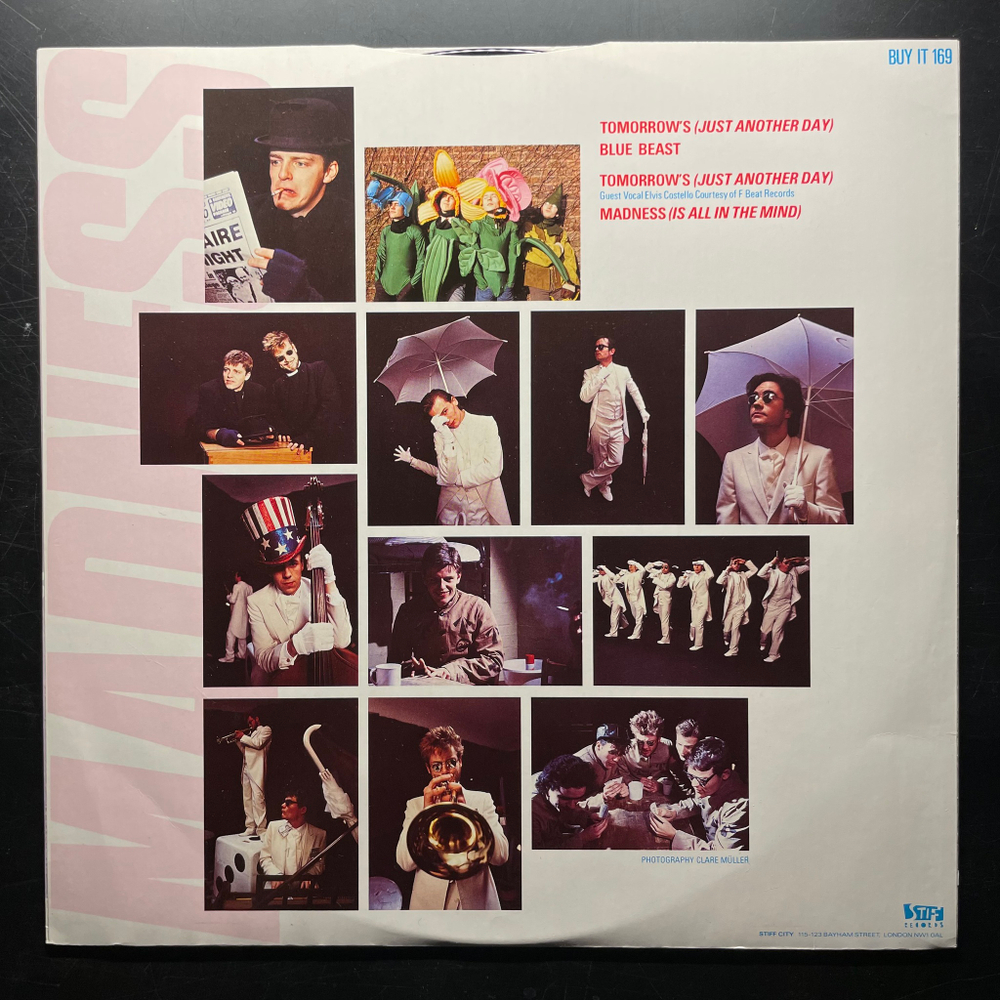 MADNESS
BUY IT 169
TOMORROW'S (JUST ANOTHER DAY)
BLUE BEAST
TOMORROW'S (JUST ANOTHER DAY)
Guest Vocal Elvis Costello Courtesy of F Beat Records
MADNESS (IS ALL IN THE MIND)
AIRE
NIGHT
PHOTOGRAPHY CLARE MÜLLER
STIFF
RECORDS
STIFF CITY 115-123 BAYHAM STREET, LONDON NW1 0AL